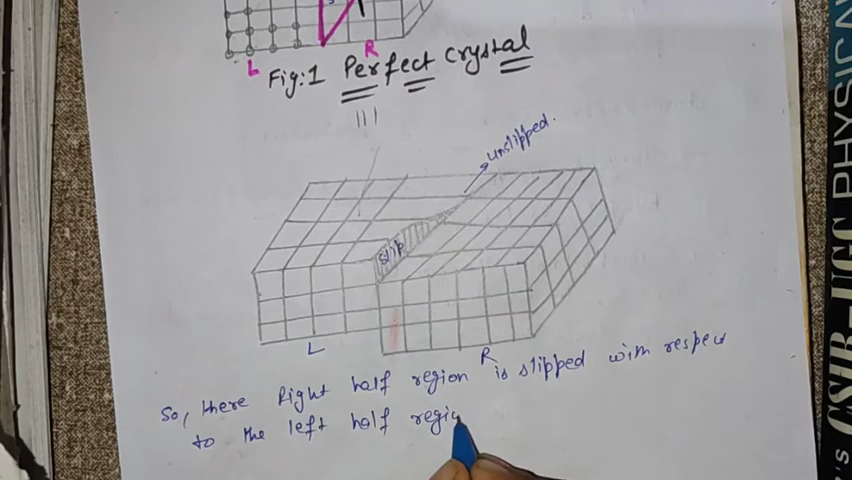 L
R
Fig:1 Perfect Crystal
unslipped.
slip
L
R
So, there Right half region is slipped with respect
to the left half regio
CSIR-UGC PHYSICAL
's